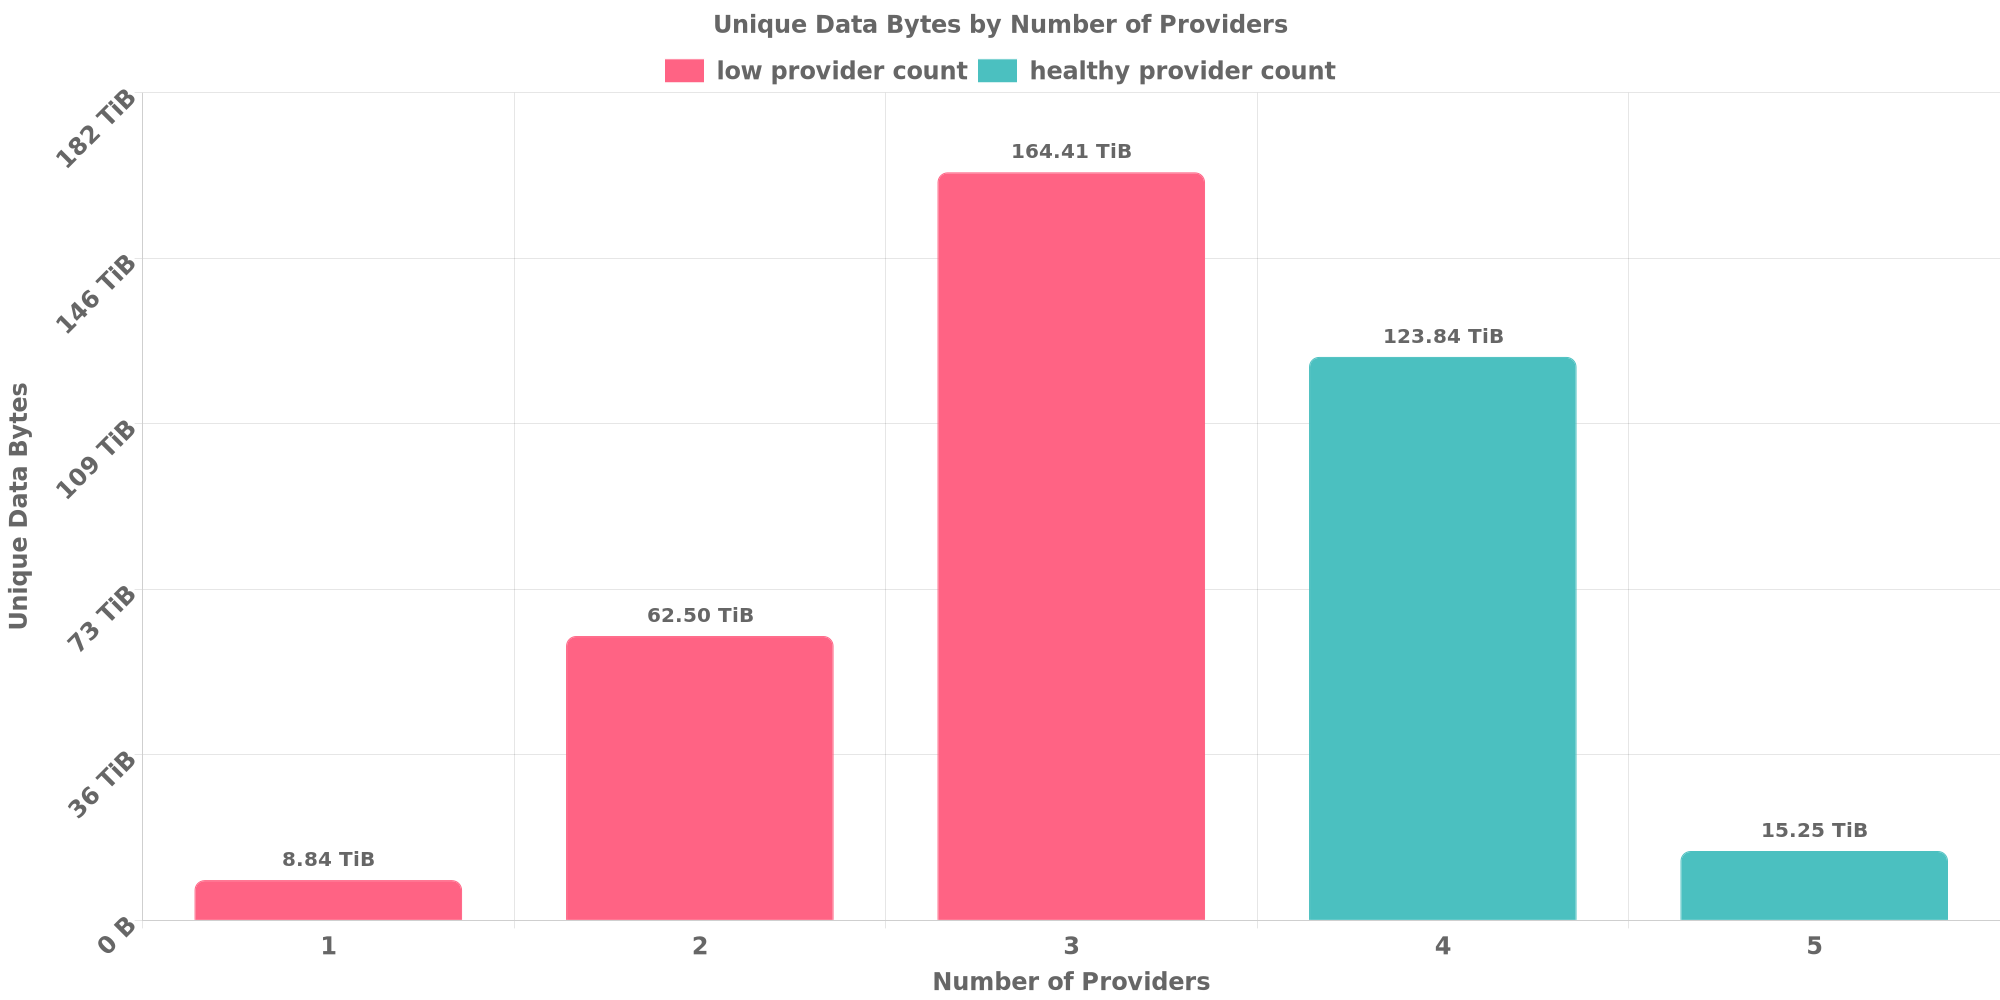 Unique Data Bytes by Number of Providers
low provider count
healthy provider count
Unique Data Bytes
182 TiB
146 TiB
109 TiB
73 TiB
36 TiB
0 B
8.84 TiB
62.50 TiB
164.41 TiB
123.84 TiB
15.25 TiB
1
2
3
4
5
Number of Providers